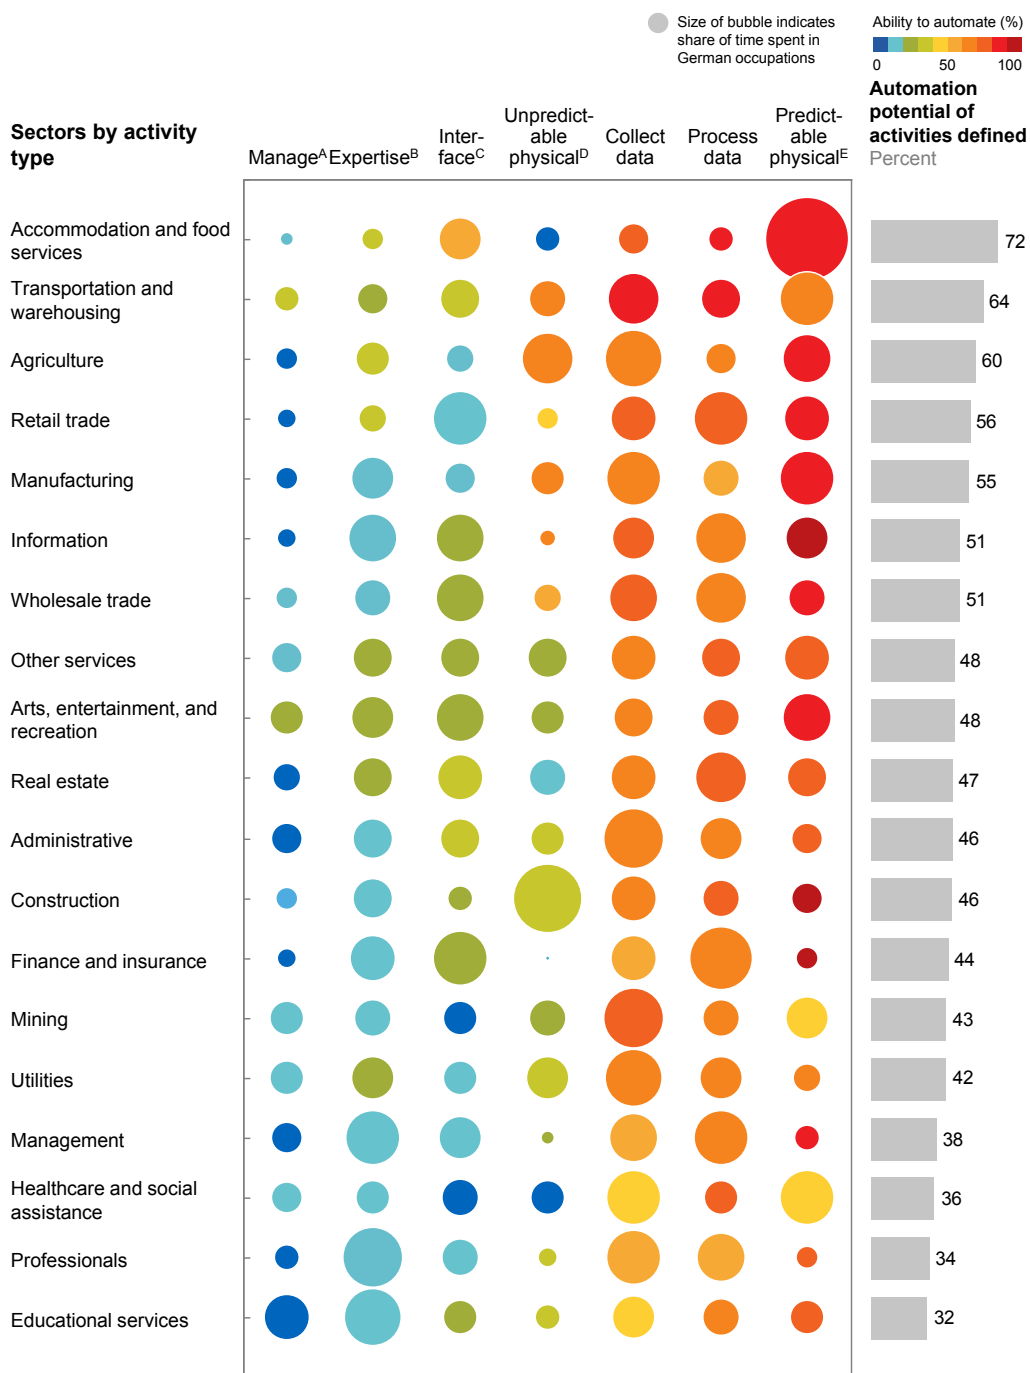 Size of bubble indicates
share of time spent in
German occupations
Ability to automate (%)
0 50 100
Automation
potential of
activities defined
Percent
Sectors by activity
type
ManageA
ExpertiseB
Inter-
faceC
Unpredict-
able
physicalD
Collect
data
Process
data
Predict-
able
physicalE
Accommodation and food
services
72
Transportation and
warehousing
64
Agriculture
60
Retail trade
56
Manufacturing
55
Information
51
Wholesale trade
51
Other services
48
Arts, entertainment, and
recreation
48
Real estate
47
Administrative
46
Construction
46
Finance and insurance
44
Mining
43
Utilities
42
Management
38
Healthcare and social
assistance
36
Professionals
34
Educational services
32